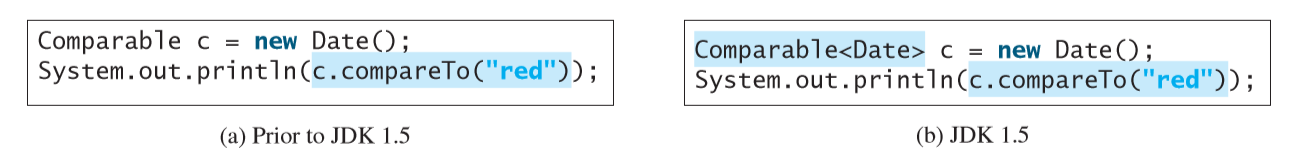 Comparable c = new Date();
System.out.println(c.compareTo("red"));
(a) Prior to JDK 1.5
Comparable<Date> c = new Date();
System.out.println(c.compareTo("red"));
(b) JDK 1.5